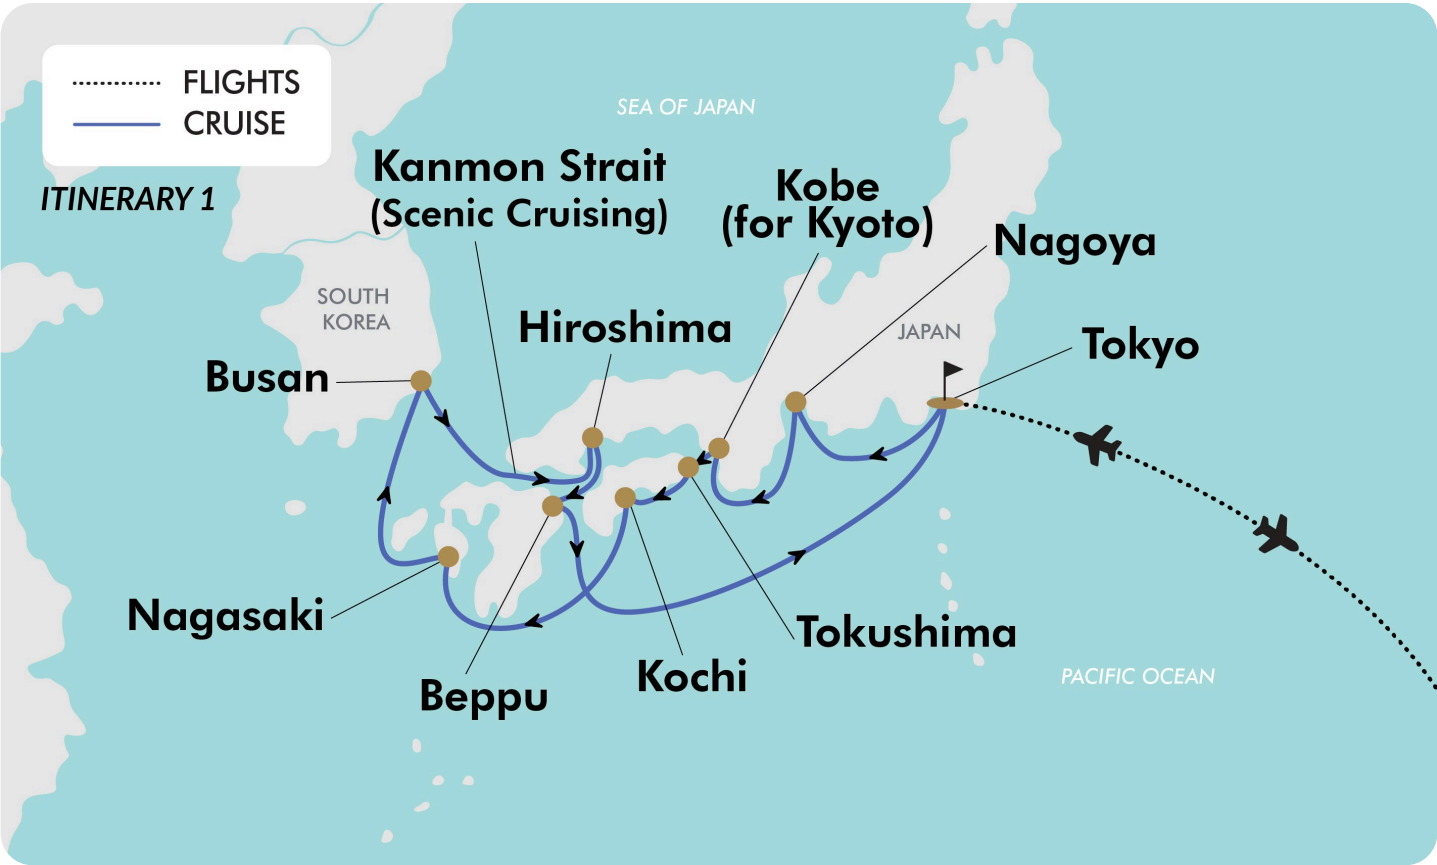 FLIGHTS
CRUISE
ITINERARY 1
SEA OF JAPAN
Kanmon Strait
(Scenic Cruising)
Kobe
(for Kyoto)
Nagoya
SOUTH
KOREA
Hiroshima
JAPAN
Tokyo
Busan
Nagasaki
Tokushima
Kochi
Beppu
PACIFIC OCEAN